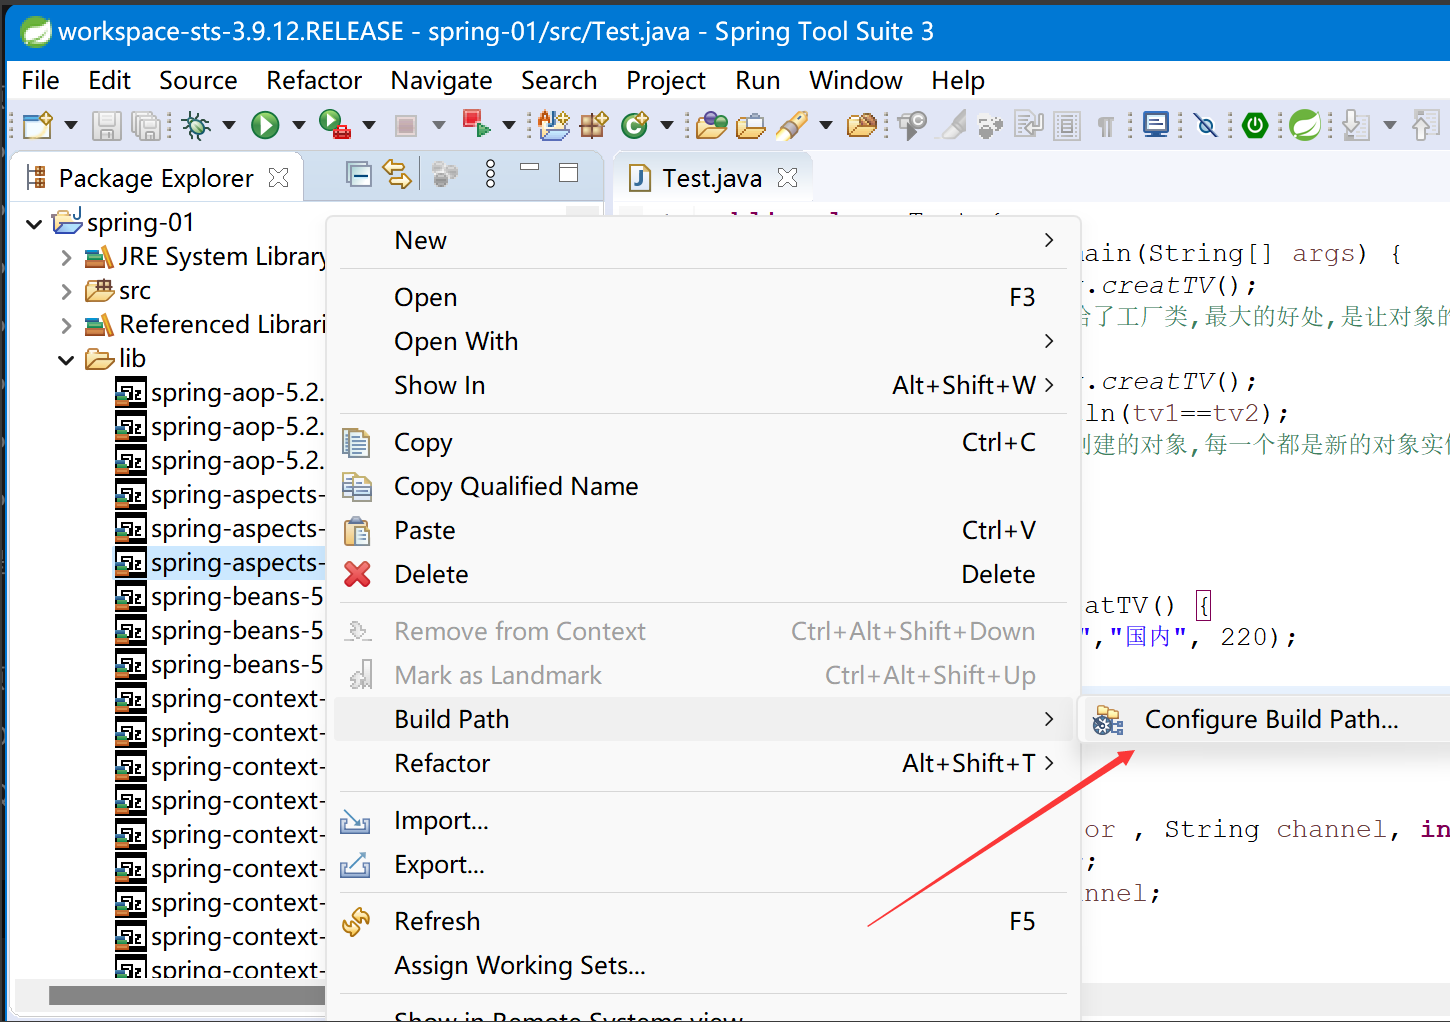 workspace-sts-3.9.12.RELEASE - spring-01/src/Test.java - Spring Tool Suite 3
File Edit Source Refactor Navigate Search Project Run Window Help
Package Explorer
Test.java
spring-01
JRE System Library
src
Referenced Librari
lib
spring-aop-5.2.
spring-aop-5.2.
spring-aop-5.2.
spring-aspects-
spring-aspects-
spring-aspects-
spring-beans-5
spring-beans-5
spring-beans-5
spring-context-
spring-context-
spring-context-
spring-context-
spring-context-
spring-context-
spring-context-
spring-context-
spring-context-
New
Open F3
Open With
Show In Alt+Shift+W
Copy Ctrl+C
Copy Qualified Name
Paste Ctrl+V
Delete Delete
Remove from Context Ctrl+Alt+Shift+Down
Mark as Landmark Ctrl+Alt+Shift+Up
Build Path
Refactor Alt+Shift+T
Import...
Export...
Refresh F5
Assign Working Sets...
Show in Remote Systems view
Configure Build Path...
ain(String[] args) {
.creatTV();
了工厂类,最大的好处,是让对象的
.creatTV();
ln(tv1==tv2);
建的对象,每一个都是新的对象实
atTV() {
","国内", 220);
or , String channel, in
;
nnel;